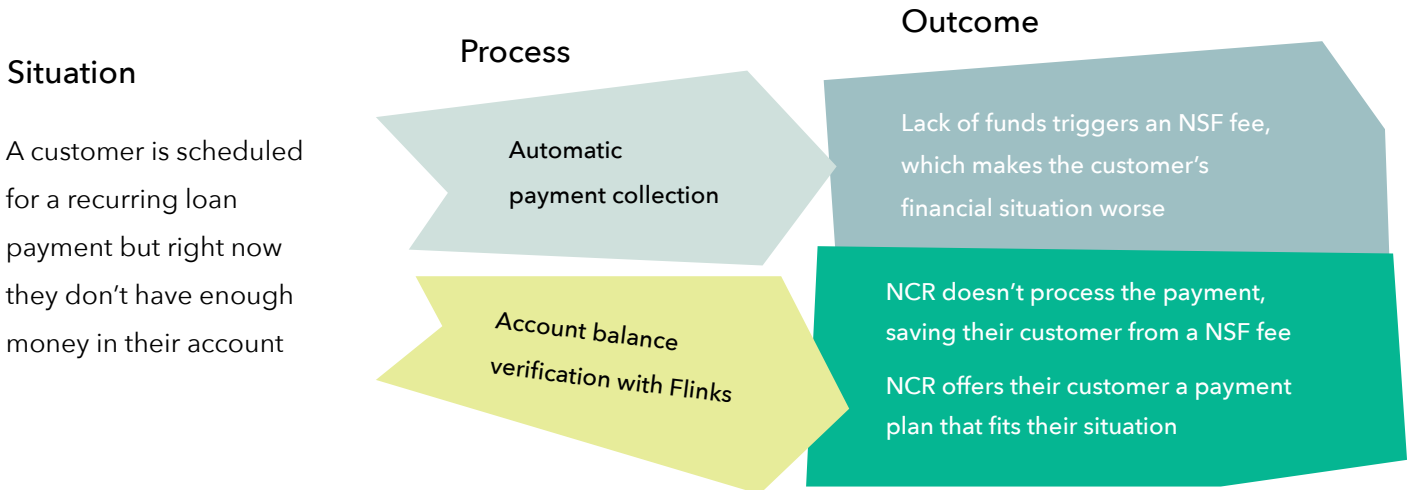 Situation
A customer is scheduled
for a recurring loan
payment but right now
they don’t have enough
money in their account
Process
Automatic
payment collection
Account balance
verification with Flinks
Outcome
Lack of funds triggers an NSF fee,
which makes the customer’s
financial situation worse
NCR doesn’t process the payment,
saving their customer from a NSF fee
NCR offers their customer a payment
plan that fits their situation